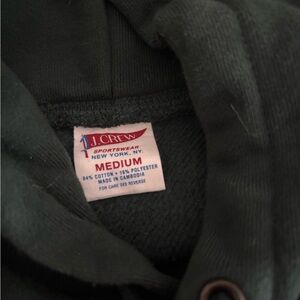 J.CREW
SPORTSWEAR
NEW YORK, NY.
MEDIUM
84% COTTON • 16% POLYESTER
MADE IN CAMBODIA
FOR CARE SEE REVERSE